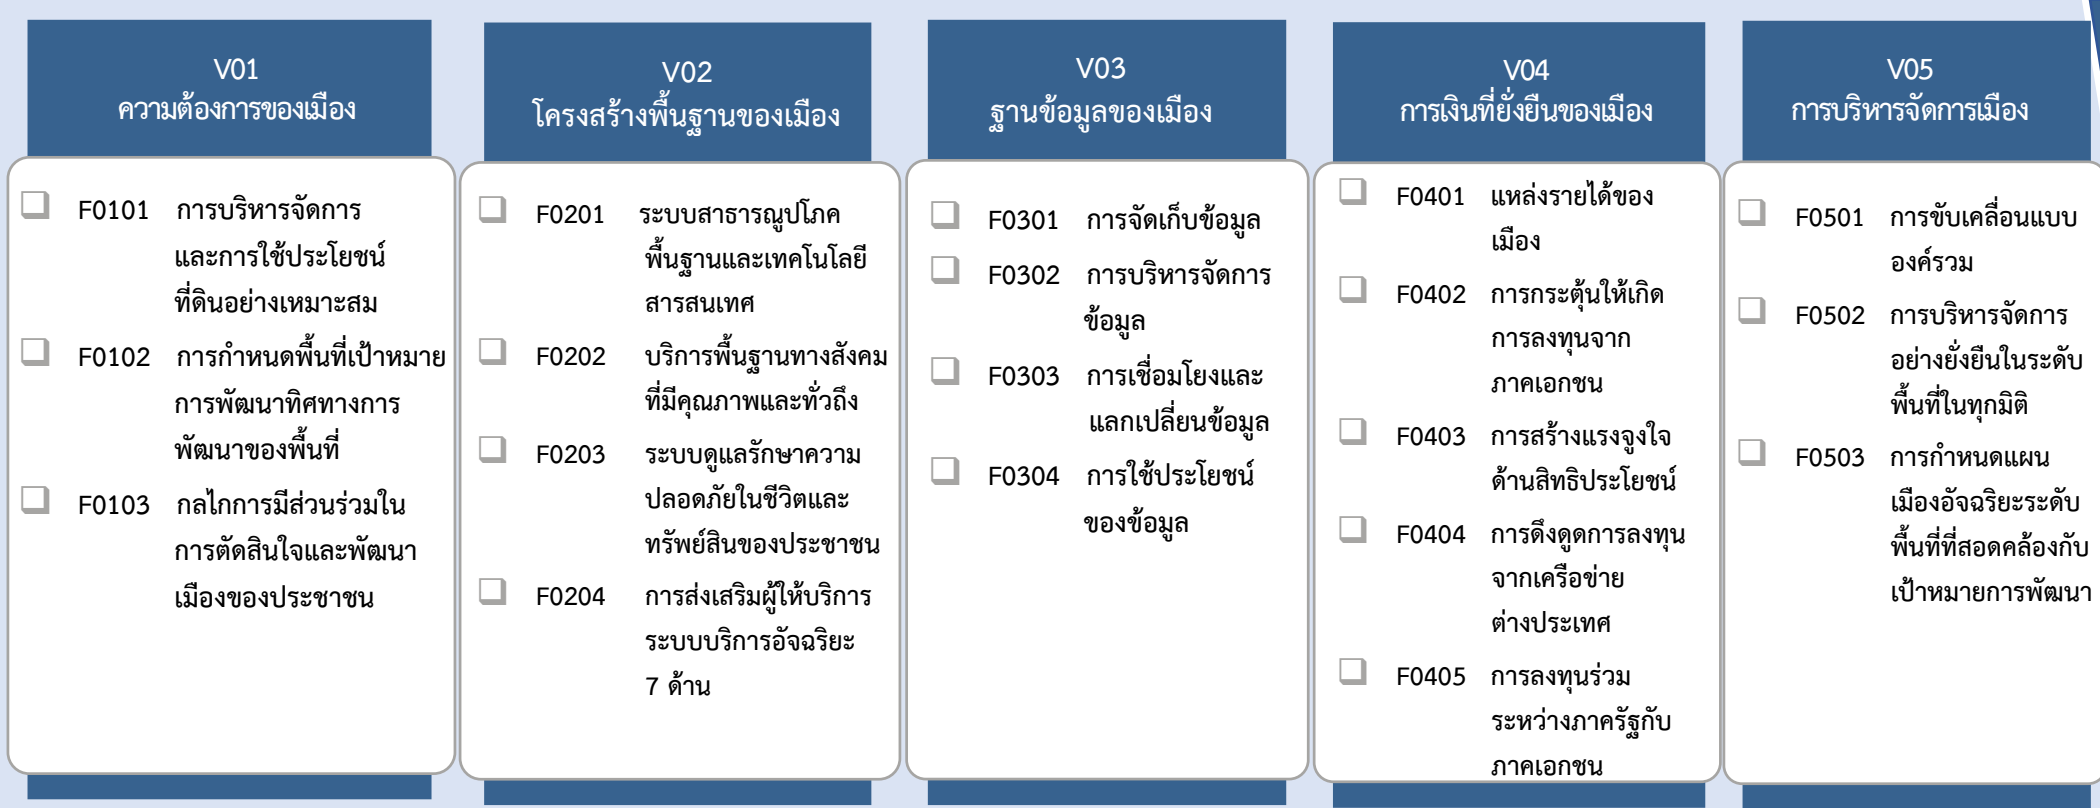 V01
ความต้องการของเมือง
F0101 การบริหารจัดการ
และการใช้ประโยชน์
ที่ดินอย่างเหมาะสม
F0102 การกำหนดพื้นที่เป้าหมาย
การพัฒนาทิศทางการ
พัฒนาของพื้นที่
F0103 กลไกการมีส่วนร่วมใน
การตัดสินใจและพัฒนา
เมืองของประชาชน
V02
โครงสร้างพื้นฐานของเมือง
F0201 ระบบสาธารณูปโภค
พื้นฐานและเทคโนโลยี
สารสนเทศ
F0202 บริการพื้นฐานทางสังคม
ที่มีคุณภาพและทั่วถึง
F0203 ระบบดูแลรักษาความ
ปลอดภัยในชีวิตและ
ทรัพย์สินของประชาชน
F0204 การส่งเสริมผู้ให้บริการ
ระบบบริการอัจฉริยะ
7 ด้าน
V03
ฐานข้อมูลของเมือง
F0301 การจัดเก็บข้อมูล
F0302 การบริหารจัดการ
ข้อมูล
F0303 การเชื่อมโยงและ
แลกเปลี่ยนข้อมูล
F0304 การใช้ประโยชน์
ของข้อมูล
V04
การเงินที่ยั่งยืนของเมือง
F0401 แหล่งรายได้ของ
เมือง
F0402 การกระตุ้นให้เกิด
การลงทุนจาก
ภาคเอกชน
F0403 การสร้างแรงจูงใจ
ด้านสิทธิประโยชน์
F0404 การดึงดูดการลงทุน
จากเครือข่าย
ต่างประเทศ
F0405 การลงทุนร่วม
ระหว่างภาครัฐกับ
ภาคเอกชน
V05
การบริหารจัดการเมือง
F0501 การขับเคลื่อนแบบ
องค์รวม
F0502 การบริหารจัดการ
อย่างยั่งยืนในระดับ
พื้นที่ในทุกมิติ
F0503 การกำหนดแผน
เมืองอัจฉริยะระดับ
พื้นที่ที่สอดคล้องกับ
เป้าหมายการพัฒนา